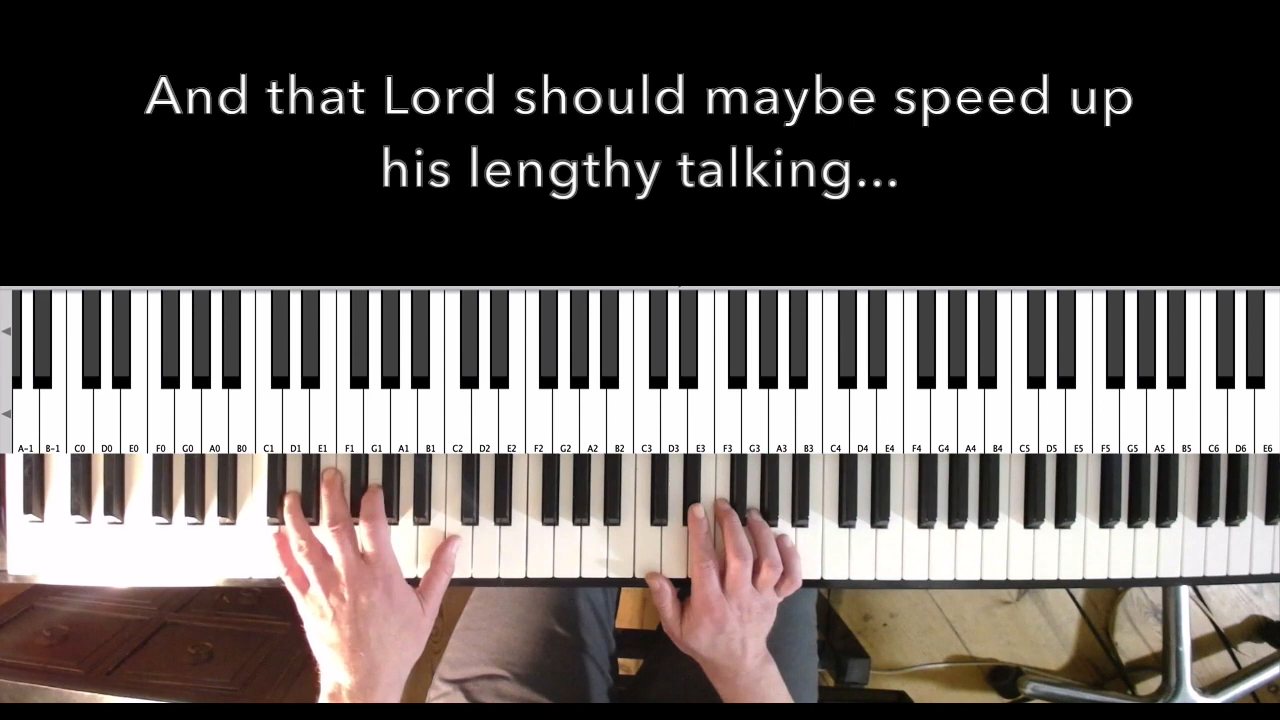 And that Lord should maybe speed up
his lengthy talking...
A-1 B-1 C0 D0 E0 F0 G0 A0 B0 C1 D1 E1 F1 G1 A1 B1 C2 D2 E2 F2 G2 A2 B2 C3 D3 E3 F3 G3 A3 B3 C4 D4 E4 F4 G4 A4 B4 C5 D5 E5 F5 G5 A5 B5 C6 D6 E6